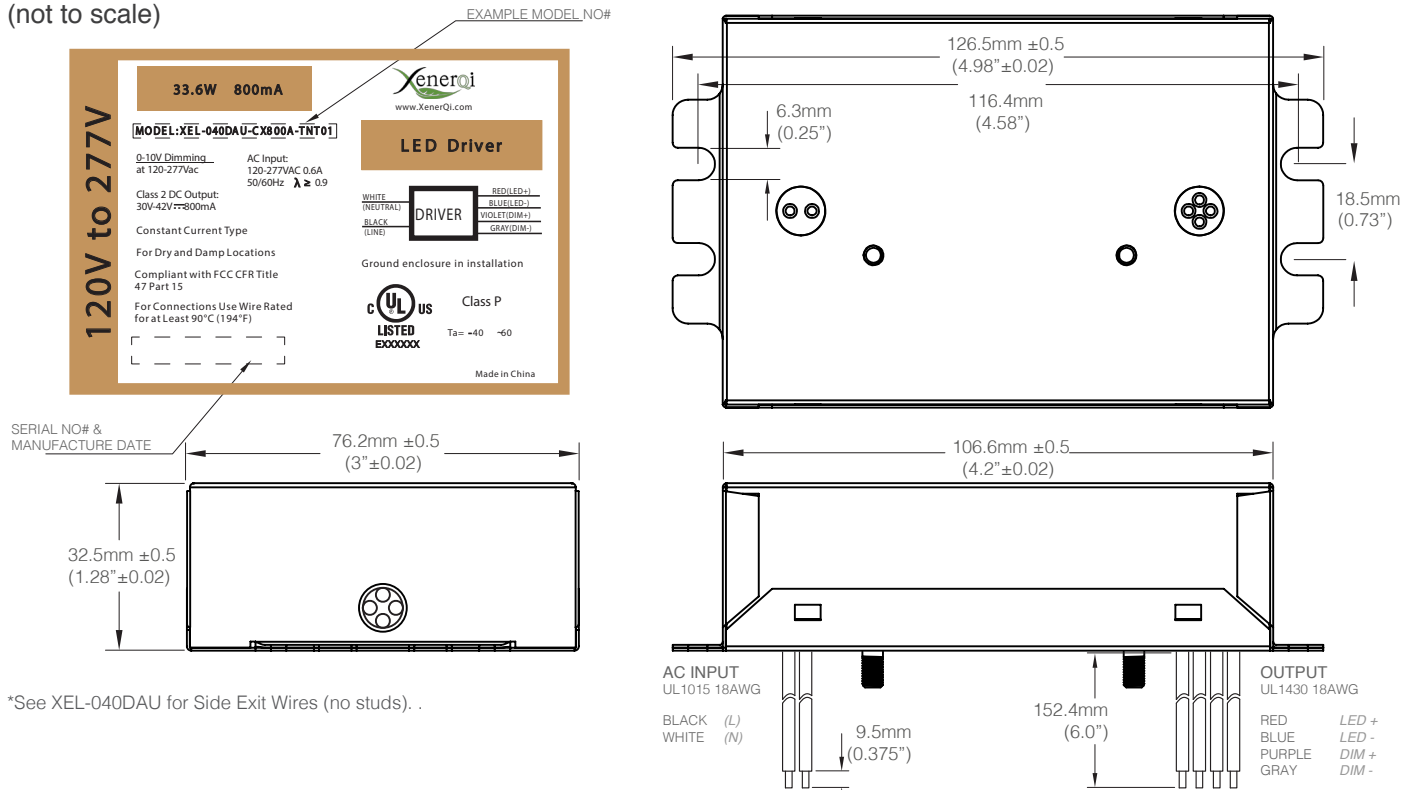 (not to scale)
EXAMPLE MODEL NO#
120V to 277V
33.6W 800mA
XenerQi
www.XenerQi.com
MODEL:XEL-040DAU-CX800A-TNT01
LED Driver
0-10V Dimming
at 120-277Vac
AC Input:
120-277VAC 0.6A
50/60Hz λ ≥ 0.9
Class 2 DC Output:
30V-42V⎓800mA
Constant Current Type
For Dry and Damp Locations
Compliant with FCC CFR Title
47 Part 15
For Connections Use Wire Rated
for at Least 90°C (194°F)
WHITE
(NEUTRAL)
BLACK
(LINE)
DRIVER
RED(LED+)
BLUE(LED-)
VIOLET(DIM+)
GRAY(DIM-)
Ground enclosure in installation
C UL ® US
LISTED
EXXXXXX
Class P
Ta= -40 ~60
Made in China
SERIAL NO# &
MANUFACTURE DATE
126.5mm ±0.5
(4.98”±0.02)
116.4mm
(4.58”)
6.3mm
(0.25”)
18.5mm
(0.73”)
76.2mm ±0.5
(3”±0.02)
32.5mm ±0.5
(1.28”±0.02)
106.6mm ±0.5
(4.2”±0.02)
AC INPUT
UL1015 18AWG
BLACK (L)
WHITE (N)
9.5mm
(0.375”)
152.4mm
(6.0”)
OUTPUT
UL1430 18AWG
RED LED +
BLUE LED -
PURPLE DIM +
GRAY DIM -
*See XEL-040DAU for Side Exit Wires (no studs). .